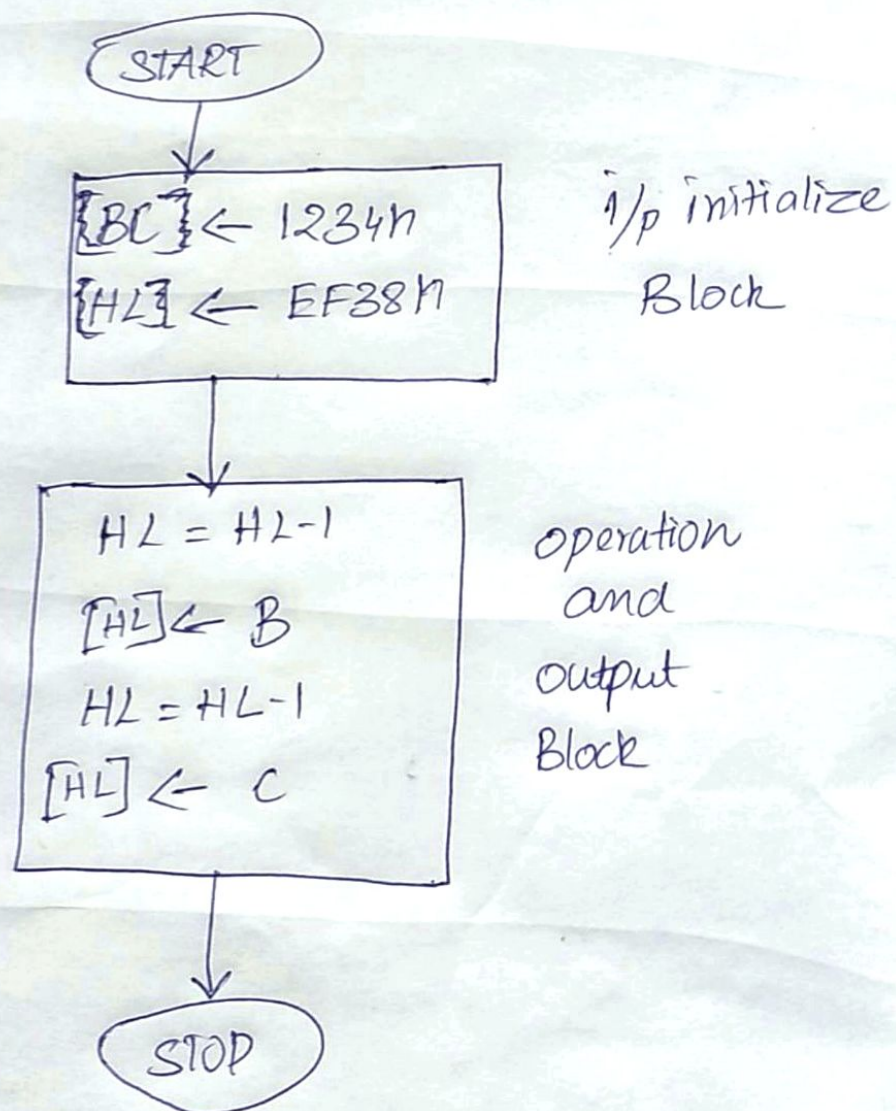 START
[BC] ← 1234H
[HL] ← EF38H
i/p initialize
Block
HL = HL-1
[HL] ← B
HL = HL-1
[HL] ← C
operation
and
output
Block
STOP